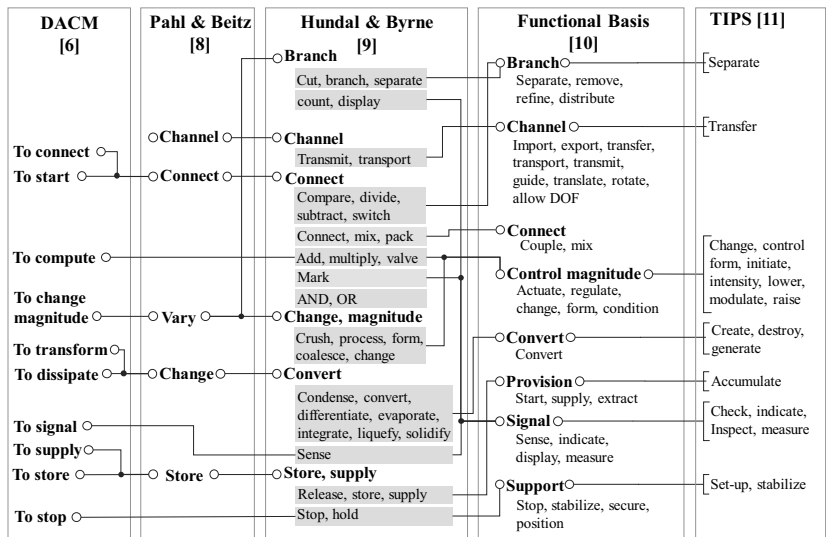 DACM
[6]
To connect
To start
To compute
To change
magnitude
To transform
To dissipate
To signal
To supply
To store
To stop
Pahl & Beitz
[8]
Channel
Connect
Vary
Change
Store
Hundal & Byrne
[9]
Branch
Cut, branch, separate
count, display
Channel
Transmit, transport
Connect
Compare, divide,
subtract, switch
Connect, mix, pack
Add, multiply, valve
Mark
AND, OR
Change, magnitude
Crush, process, form,
coalesce, change
Convert
Condense, convert,
differentiate, evaporate,
integrate, liquefy, solidify
Sense
Store, supply
Release, store, supply
Stop, hold
Functional Basis
[10]
Branch
Separate, remove,
refine, distribute
Channel
Import, export, transfer,
transport, transmit,
guide, translate, rotate,
allow DOF
Connect
Couple, mix
Control magnitude
Actuate, regulate,
change, form, condition
Convert
Convert
Provision
Start, supply, extract
Signal
Sense, indicate,
display, measure
Support
Stop, stabilize, secure,
position
TIPS [11]
Separate
Transfer
Change, control
form, initiate
intensity, lower,
modulate, raise
Create, destroy,
generate
Accumulate
Check, indicate,
Inspect, measure
Set-up, stabilize